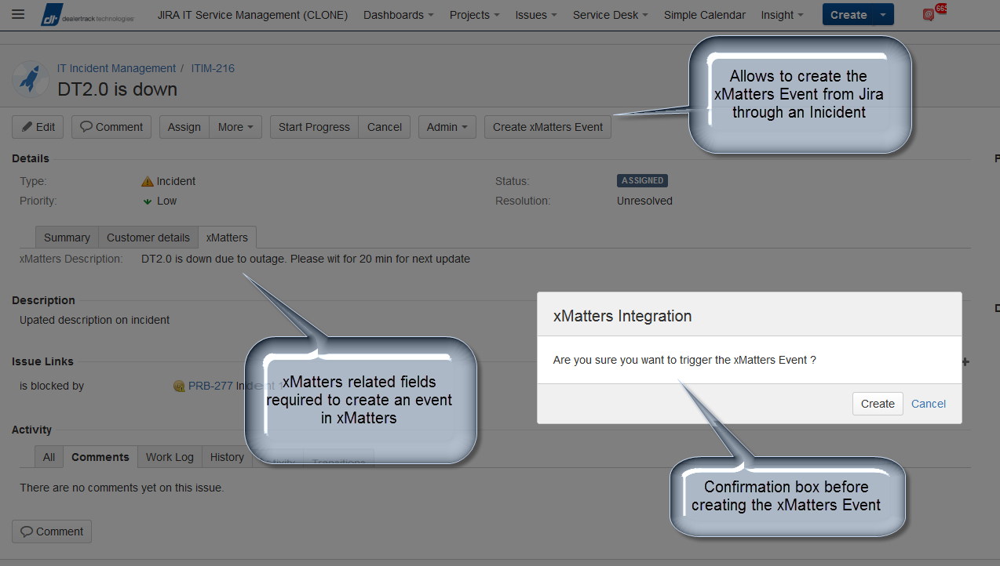 dealertrack technologies JIRA IT Service Management (CLONE) Dashboards Projects Issues Service Desk Simple Calendar Insight Create
IT Incident Management / ITIM-216
DT2.0 is down
Edit Comment Assign More Start Progress Cancel Admin Create xMatters Event
Allows to create the
xMatters Event from Jira
through an Inicident
Details
Type: Incident Status: ASSIGNED
Priority: Low Resolution: Unresolved
Summary Customer details xMatters
xMatters Description: DT2.0 is down due to outage. Please wit for 20 min for next update
Description
Upated description on incident
xMatters Integration
Are you sure you want to trigger the xMatters Event ?
Create Cancel
Issue Links
is blocked by PRB-277
xMatters related fields
required to create an event
in xMatters
Activity
All Comments Work Log History Activity Transitions
There are no comments yet on this issue.
Confirmation box before
creating the xMatters Event
Comment